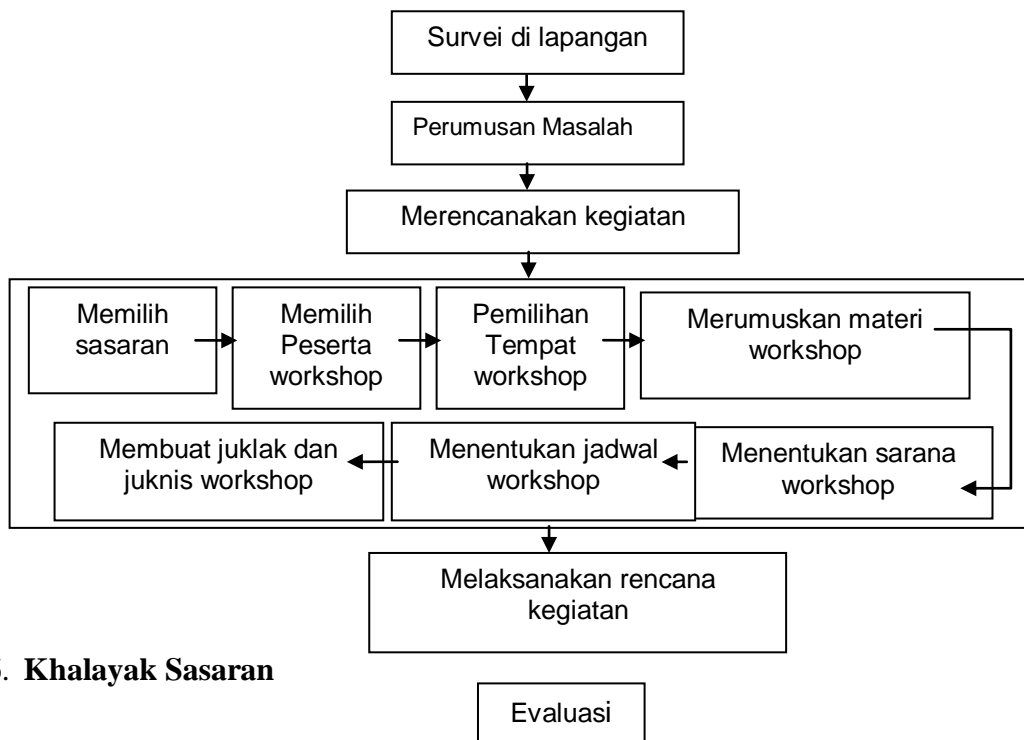 Survei di lapangan
Perumusan Masalah
Merencanakan kegiatan
Memilih
sasaran
Memilih
Peserta
workshop
Pemilihan
Tempat
workshop
Merumuskan materi
workshop
Menentukan sarana
workshop
Menentukan jadwal
workshop
Membuat juklak dan
juknis workshop
Melaksanakan rencana
kegiatan
. Khalayak Sasaran
Evaluasi